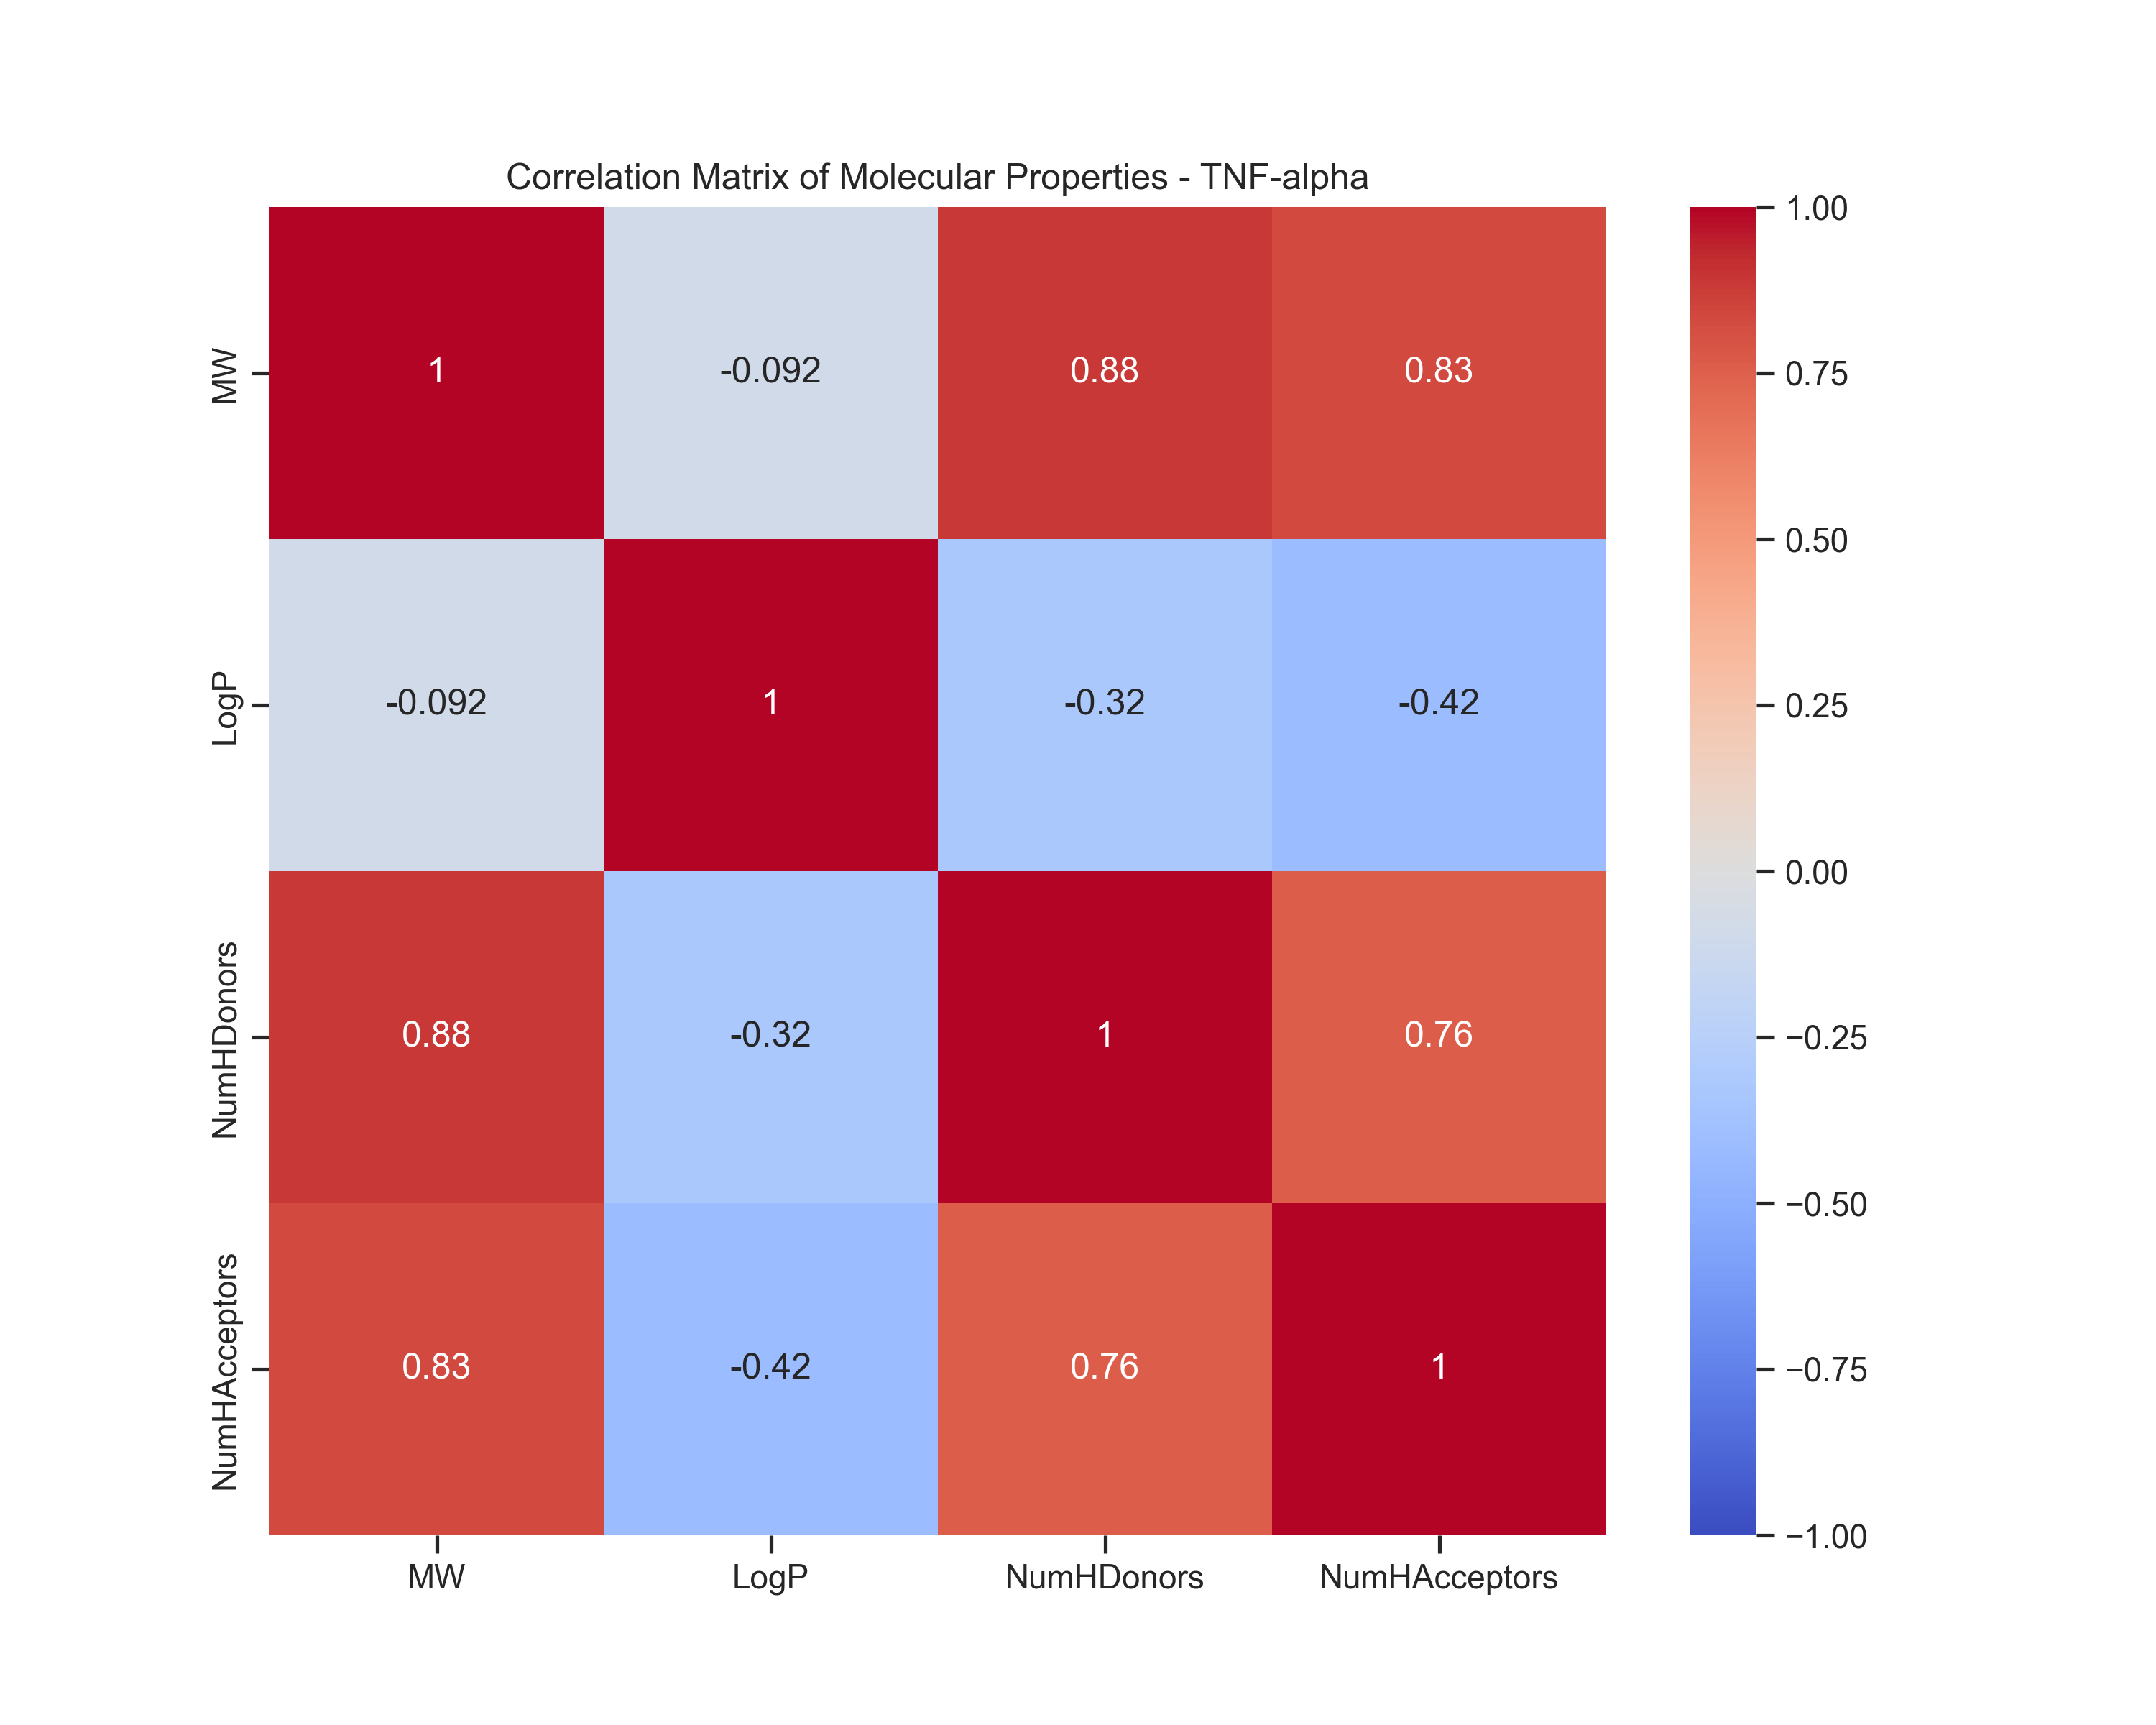 Correlation Matrix of Molecular Properties - TNF-alpha
MW
1
-0.092
0.88
0.83
LogP
-0.092
1
-0.32
-0.42
NumHDonors
0.88
-0.32
1
0.76
NumHAcceptors
0.83
-0.42
0.76
1
MW
LogP
NumHDonors
NumHAcceptors
1.00
0.75
0.50
0.25
0.00
−0.25
−0.50
−0.75
−1.00